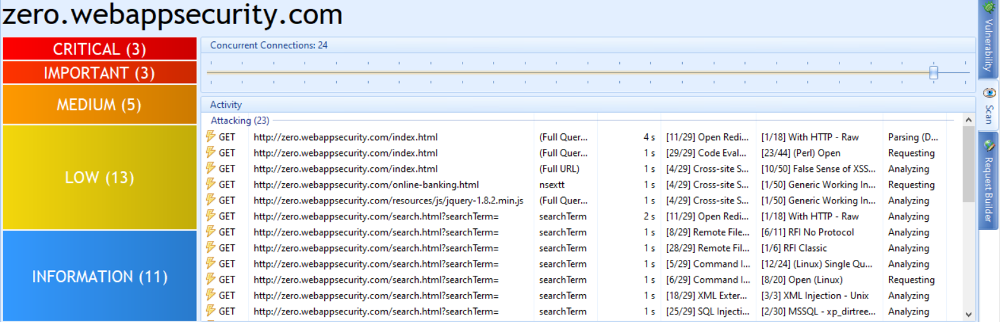 zero.webappsecurity.com
CRITICAL (3)
IMPORTANT (3)
MEDIUM (5)
LOW (13)
INFORMATION (11)
Concurrent Connections: 24
Activity
Attacking (23)
GET http://zero.webappsecurity.com/index.html (Full Quer... 4 s [11/29] Open Redi... [1/18] With HTTP - Raw Parsing (D...
GET http://zero.webappsecurity.com/index.html (Full Quer... 1 s [29/29] Code Eval... [23/44] (Perl) Open Requesting
GET http://zero.webappsecurity.com/index.html (Full URL) 1 s [4/29] Cross-site S... [10/50] False Sense of XSS... Analyzing
GET http://zero.webappsecurity.com/online-banking.html nsextt 1 s [4/29] Cross-site S... [1/50] Generic Working In... Requesting
GET http://zero.webappsecurity.com/resources/js/jquery-1.8.2.min.js (Full Quer... 1 s [4/29] Cross-site S... [1/50] Generic Working In... Analyzing
GET http://zero.webappsecurity.com/search.html?searchTerm= searchTerm 2 s [11/29] Open Redi... [1/18] With HTTP - Raw Analyzing
GET http://zero.webappsecurity.com/search.html?searchTerm= searchTerm 1 s [8/29] Remote File... [6/11] RFI No Protocol Analyzing
GET http://zero.webappsecurity.com/search.html?searchTerm= searchTerm 1 s [28/29] Remote Fil... [1/6] RFI Classic Analyzing
GET http://zero.webappsecurity.com/search.html?searchTerm= searchTerm 1 s [5/29] Command I... [12/24] (Linux) Single Qu... Analyzing
GET http://zero.webappsecurity.com/search.html?searchTerm= searchTerm 1 s [6/29] Command I... [8/20] Open (Linux) Requesting
GET http://zero.webappsecurity.com/search.html?searchTerm= searchTerm 1 s [18/29] XML Exter... [3/3] XML Injection - Unix Analyzing
GET http://zero.webappsecurity.com/search.html?searchTerm= searchTerm 1 s [25/29] SQL Injecti... [2/30] MSSQL - xp_dirtree... Analyzing
Vulnerability
Scan
Request Builder